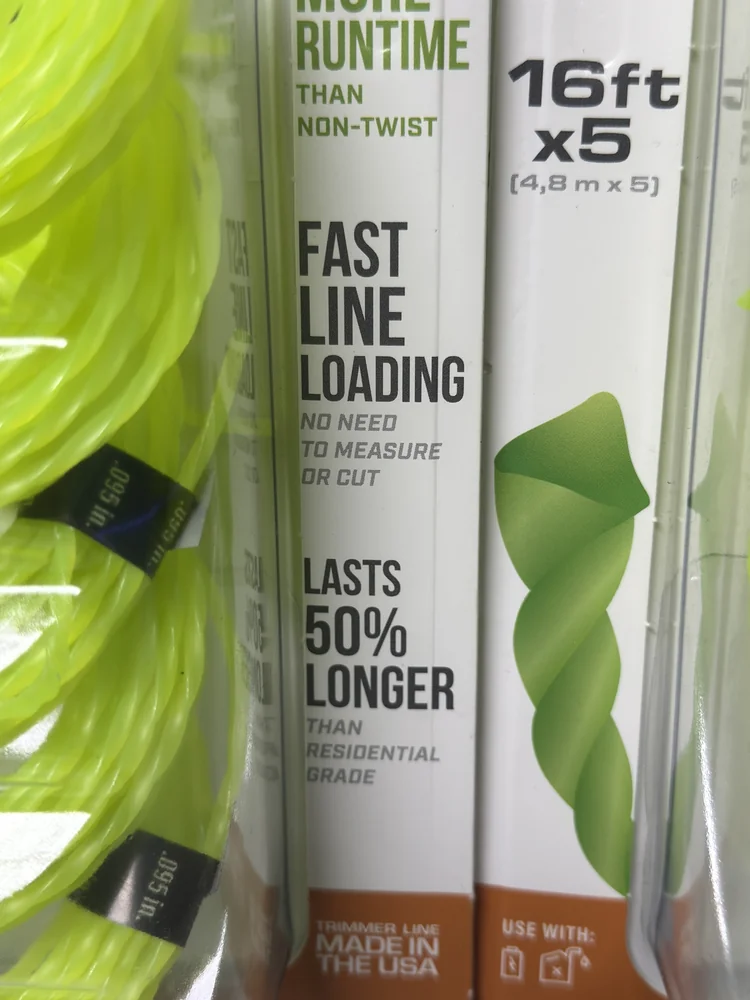 MORE
RUNTIME
THAN
NON-TWIST
FAST
LINE
LOADING
NO NEED
TO MEASURE
OR CUT
LASTS
50%
LONGER
THAN
RESIDENTIAL
GRADE
TRIMMER LINE
MADE IN
THE USA
16ft
x5
(4,8 m x 5)
USE WITH:
.095 in.
.095 in.